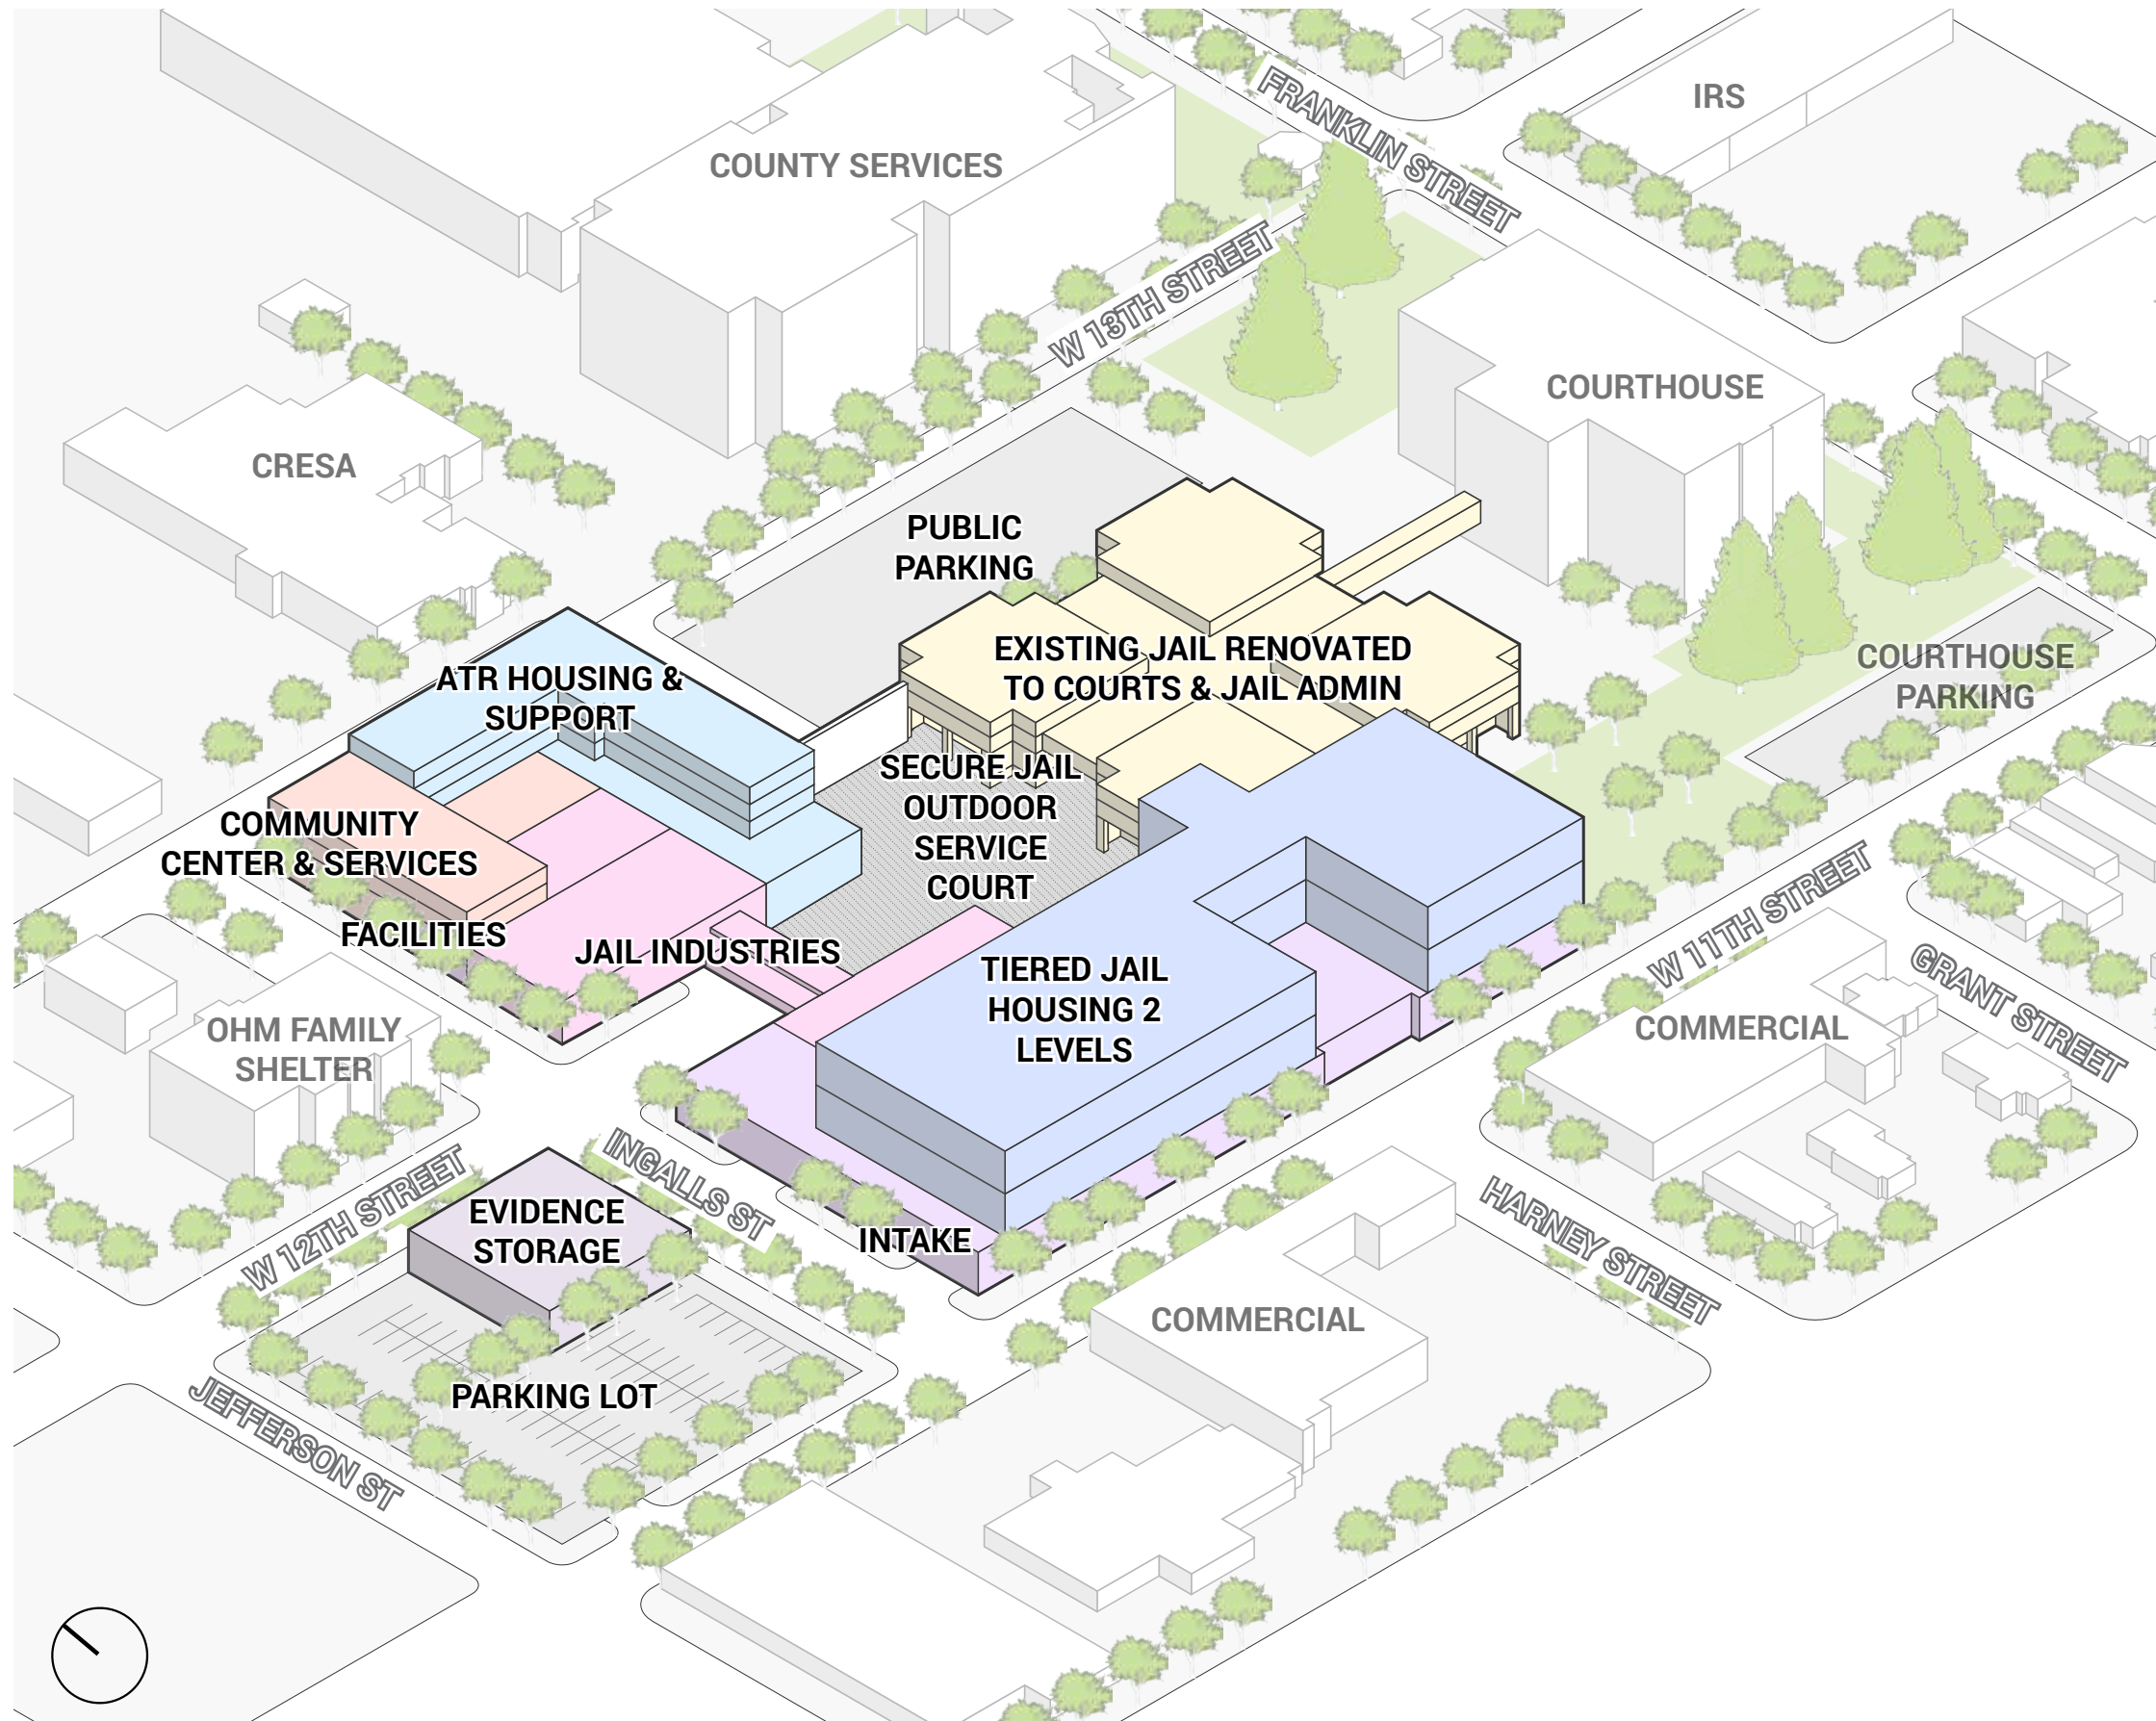 FRANKLIN STREET
IRS
COUNTY SERVICES
W 13TH STREET
COURTHOUSE
CRESA
PUBLIC
PARKING
EXISTING JAIL RENOVATED
TO COURTS & JAIL ADMIN
COURTHOUSE
PARKING
ATR HOUSING &
SUPPORT
SECURE JAIL
OUTDOOR
SERVICE
COURT
COMMUNITY
CENTER & SERVICES
FACILITIES
JAIL INDUSTRIES
TIERED JAIL
HOUSING 2
LEVELS
W 11TH STREET
GRANT STREET
COMMERCIAL
OHM FAMILY
SHELTER
W 12TH STREET
INGALLS ST
EVIDENCE
STORAGE
INTAKE
HARNEY STREET
COMMERCIAL
PARKING LOT
JEFFERSON ST